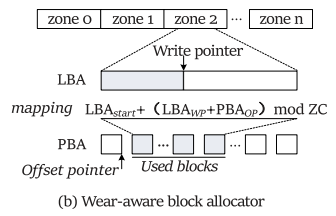 zone 0 zone 1 zone 2 ... zone n
Write pointer
LBA
mapping LBAstart+ (LBAWP+PBAOP) mod ZC
PBA ... ...
Offset pointer Used blocks
(b) Wear-aware block allocator